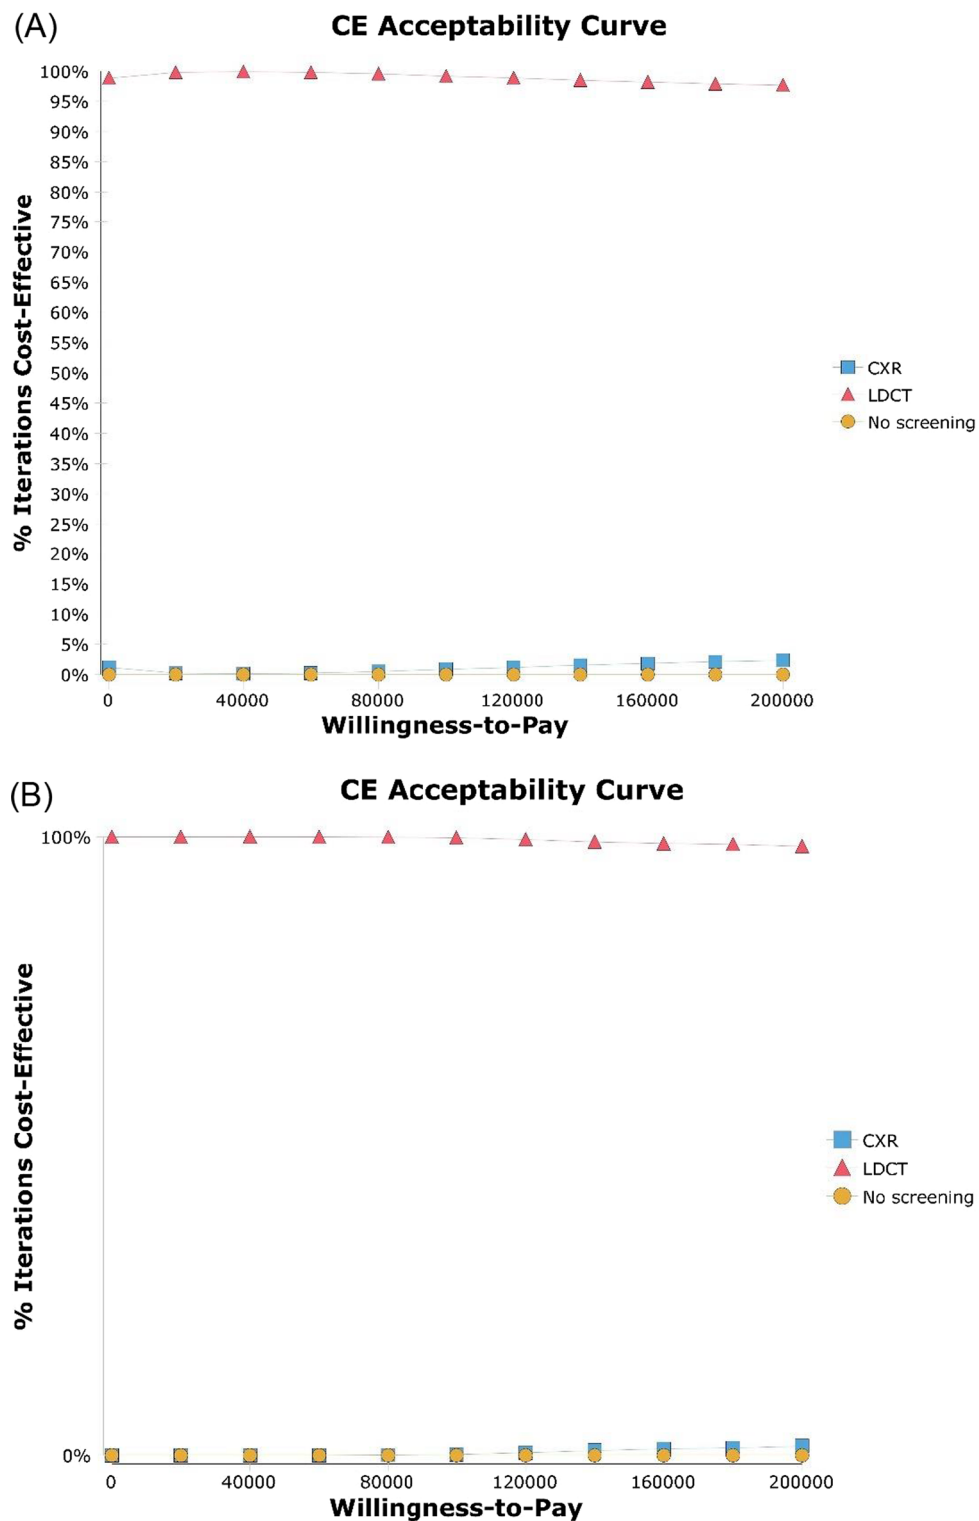 (A)
CE Acceptability Curve
100%
95%
90%
85%
80%
75%
70%
65%
60%
55%
50%
45%
40%
35%
30%
25%
20%
15%
10%
5%
0%
% Iterations Cost-Effective
CXR
LDCT
No screening
0 40000 80000 120000 160000 200000
Willingness-to-Pay
(B)
CE Acceptability Curve
100%
0%
% Iterations Cost-Effective
CXR
LDCT
No screening
0 40000 80000 120000 160000 200000
Willingness-to-Pay